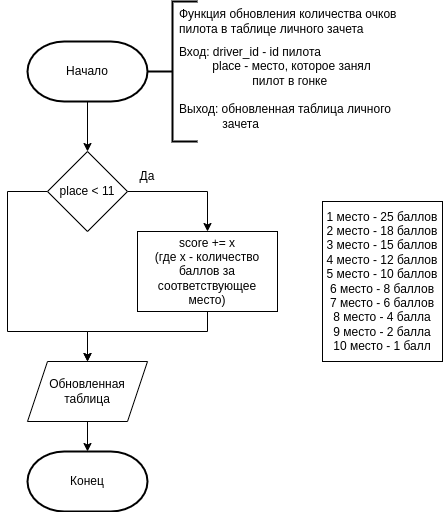 Функция обновления количества очков
пилота в таблице личного зачета
Вход: driver_id - id пилота
place - место, которое занял
пилот в гонке
Выход: обновленная таблица личного
зачета
Начало
place < 11
Да
score += x
(где x - количество
баллов за
соответствующее
место)
1 место - 25 баллов
2 место - 18 баллов
3 место - 15 баллов
4 место - 12 баллов
5 место - 10 баллов
6 место - 8 баллов
7 место - 6 баллов
8 место - 4 балла
9 место - 2 балла
10 место - 1 балл
Обновленная
таблица
Конец